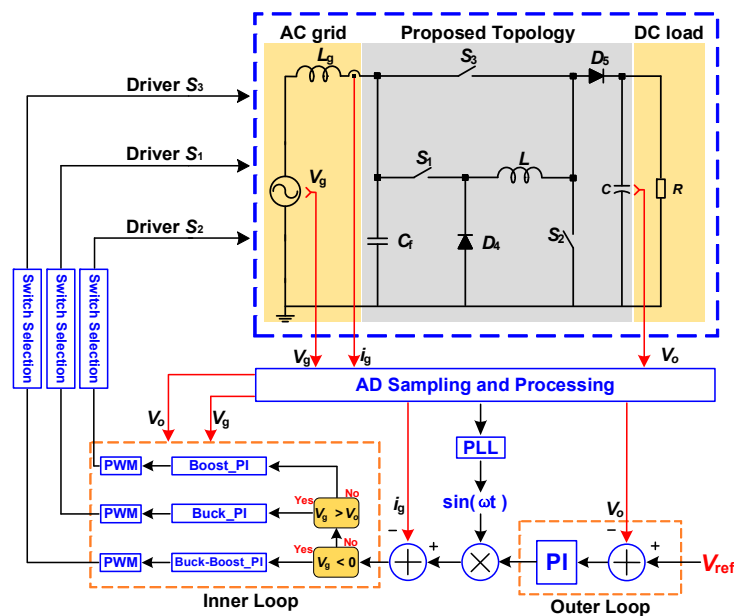 AC grid
Proposed Topology
DC load
Lg
S3
D5
Driver S3
Driver S1
Driver S2
Vg
S1
L
C
R
Cf
D4
S2
Switch Selection
Switch Selection
Switch Selection
Vg
ig
Vo
AD Sampling and Processing
Vo
Vg
PLL
PWM
Boost_PI
sin(ωt)
ig
Vo
Yes
No
PWM
Buck_PI
Vg > Vo
−
−
Yes
No
PWM
Buck-Boost_PI
Vg < 0
+
+
PI
+
Vref
Inner Loop
Outer Loop